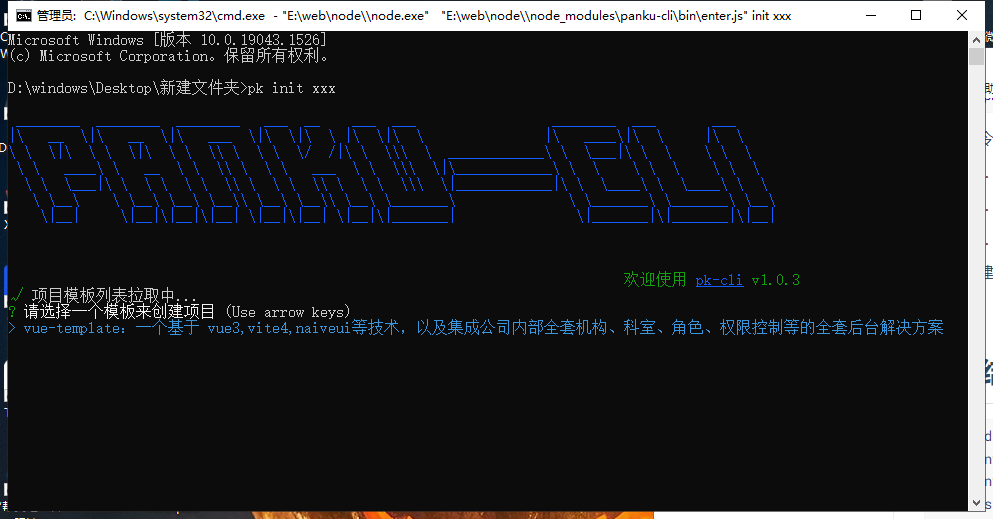 管理员: C:\Windows\system32\cmd.exe - "E:\web\node\\node.exe" "E:\web\node\\node_modules\panku-cli\bin\enter.js" init xxx
Microsoft Windows [版本 10.0.19043.1526]
(c) Microsoft Corporation。保留所有权利。
D:\windows\Desktop\新建文件夹>pk init xxx
PANKU-CLI
欢迎使用 pk-cli v1.0.3
√ 项目模板列表拉取中...
? 请选择一个模板来创建项目 (Use arrow keys)
> vue-template：一个基于 vue3,vite4,naiveui等技术，以及集成公司内部全套机构、科室、角色、权限控制等的全套后台解决方案